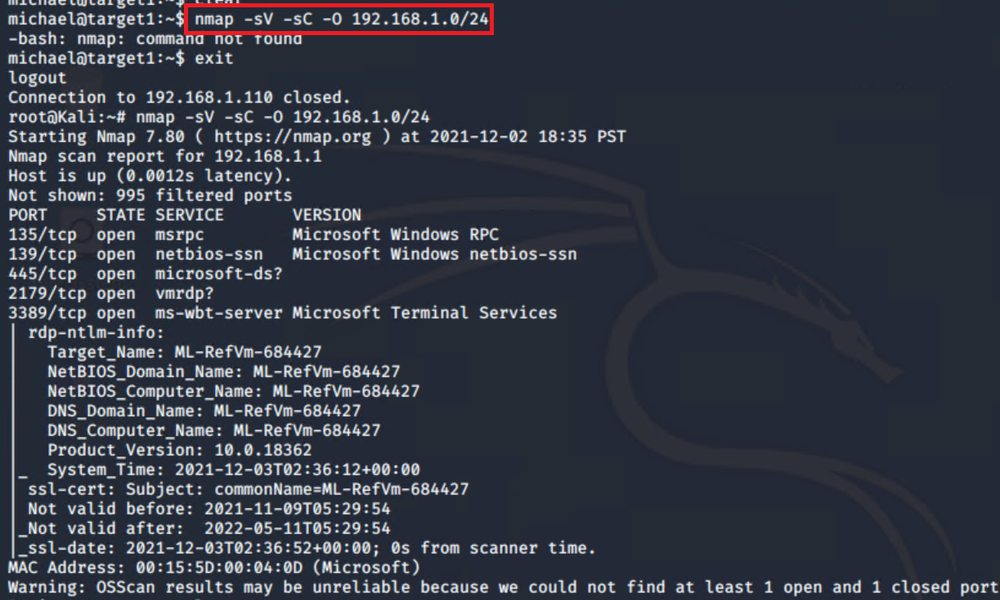 michael@target1:~$ clear
michael@target1:~$ nmap -sV -sC -O 192.168.1.0/24
-bash: nmap: command not found
michael@target1:~$ exit
logout
Connection to 192.168.1.110 closed.
root@Kali:~# nmap -sV -sC -O 192.168.1.0/24
Starting Nmap 7.80 ( https://nmap.org ) at 2021-12-02 18:35 PST
Nmap scan report for 192.168.1.1
Host is up (0.0012s latency).
Not shown: 995 filtered ports
PORT     STATE SERVICE       VERSION
135/tcp  open  msrpc         Microsoft Windows RPC
139/tcp  open  netbios-ssn   Microsoft Windows netbios-ssn
445/tcp  open  microsoft-ds?
2179/tcp open  vmrdp?
3389/tcp open  ms-wbt-server Microsoft Terminal Services
| rdp-ntlm-info:
|   Target_Name: ML-RefVm-684427
|   NetBIOS_Domain_Name: ML-RefVm-684427
|   NetBIOS_Computer_Name: ML-RefVm-684427
|   DNS_Domain_Name: ML-RefVm-684427
|   DNS_Computer_Name: ML-RefVm-684427
|   Product_Version: 10.0.18362
|_  System_Time: 2021-12-03T02:36:12+00:00
| ssl-cert: Subject: commonName=ML-RefVm-684427
| Not valid before: 2021-11-09T05:29:54
|_Not valid after:  2022-05-11T05:29:54
|_ssl-date: 2021-12-03T02:36:52+00:00; 0s from scanner time.
MAC Address: 00:15:5D:00:04:0D (Microsoft)
Warning: OSScan results may be unreliable because we could not find at least 1 open and 1 closed port